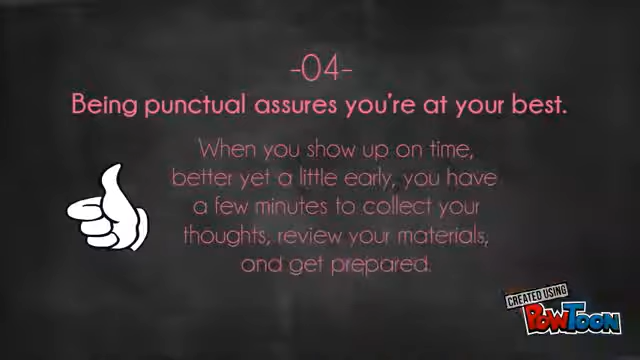 -04-
Being punctual assures you're at your best.
When you show up on time,
better yet a little early, you have
a few minutes to collect your
thoughts, review your materials,
and get prepared.
CREATED USING
POWTOON